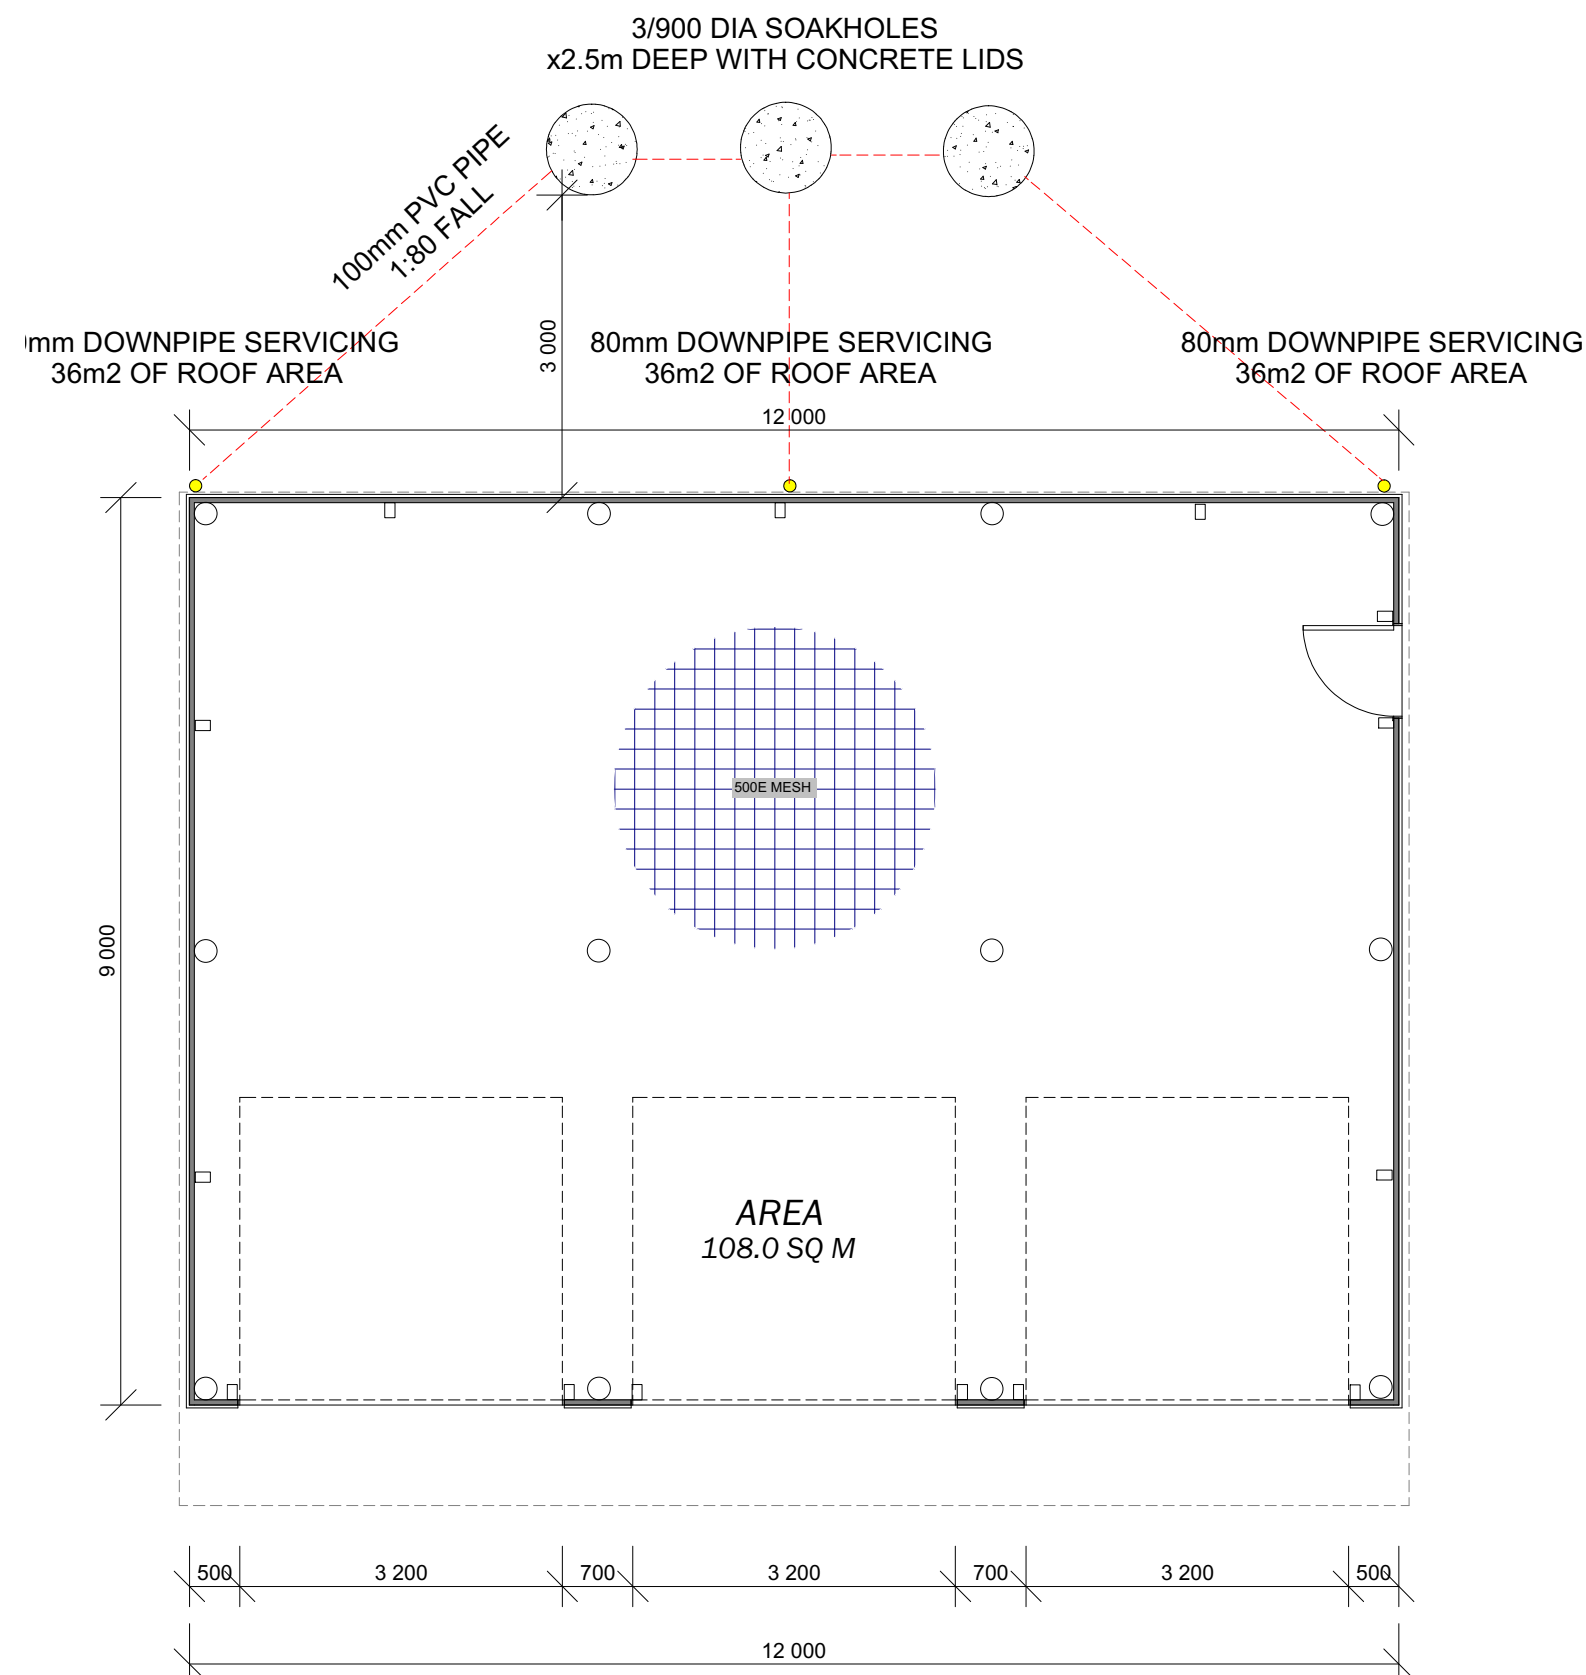 3/900 DIA SOAKHOLES
x2.5m DEEP WITH CONCRETE LIDS
100mm PVC PIPE
1:80 FALL
3 000
mm DOWNPIPE SERVICING
36m2 OF ROOF AREA
80mm DOWNPIPE SERVICING
36m2 OF ROOF AREA
80mm DOWNPIPE SERVICING
36m2 OF ROOF AREA
12 000
500E MESH
9 000
AREA
108.0 SQ M
500
3 200
700
3 200
700
3 200
500
12 000